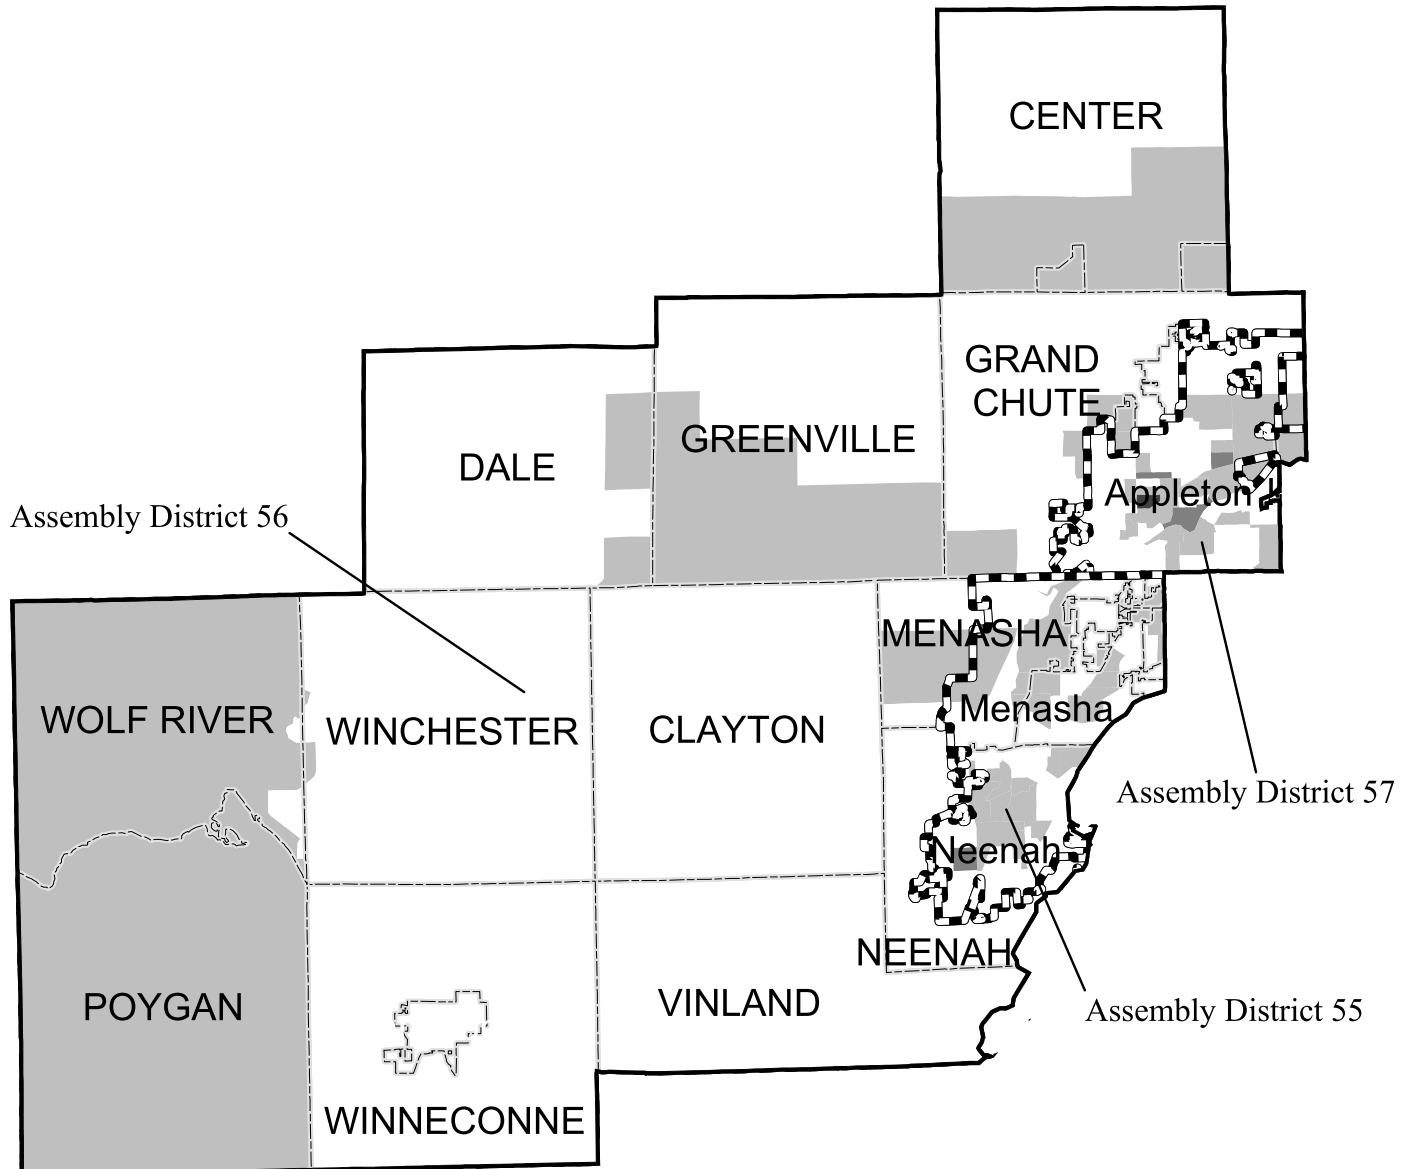 CENTER
GRAND
CHUTE
GREENVILLE
DALE
Appleton
Assembly District 56
MENASHA
Menasha
WOLF RIVER
WINCHESTER
CLAYTON
Assembly District 57
Neenah
NEENAH
POYGAN
VINLAND
Assembly District 55
WINNECONNE